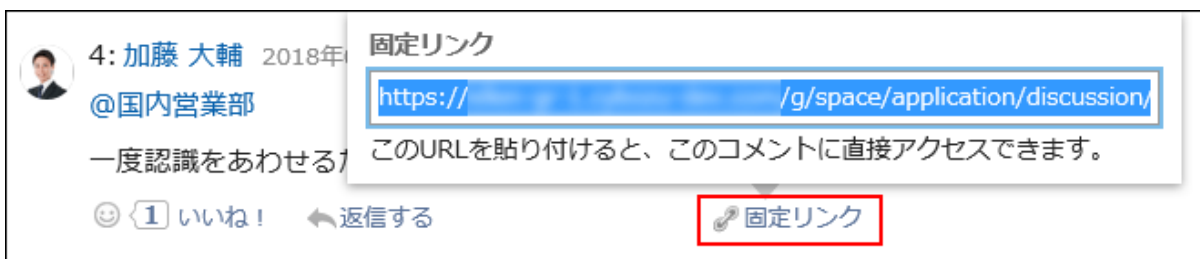 固定リンク
4: 加藤 大輔 2018年
https:// /g/space/application/discussion/
@国内営業部
このURLを貼り付けると、このコメントに直接アクセスできます。
一度認識をあわせる
1 いいね! 返信する 固定リンク